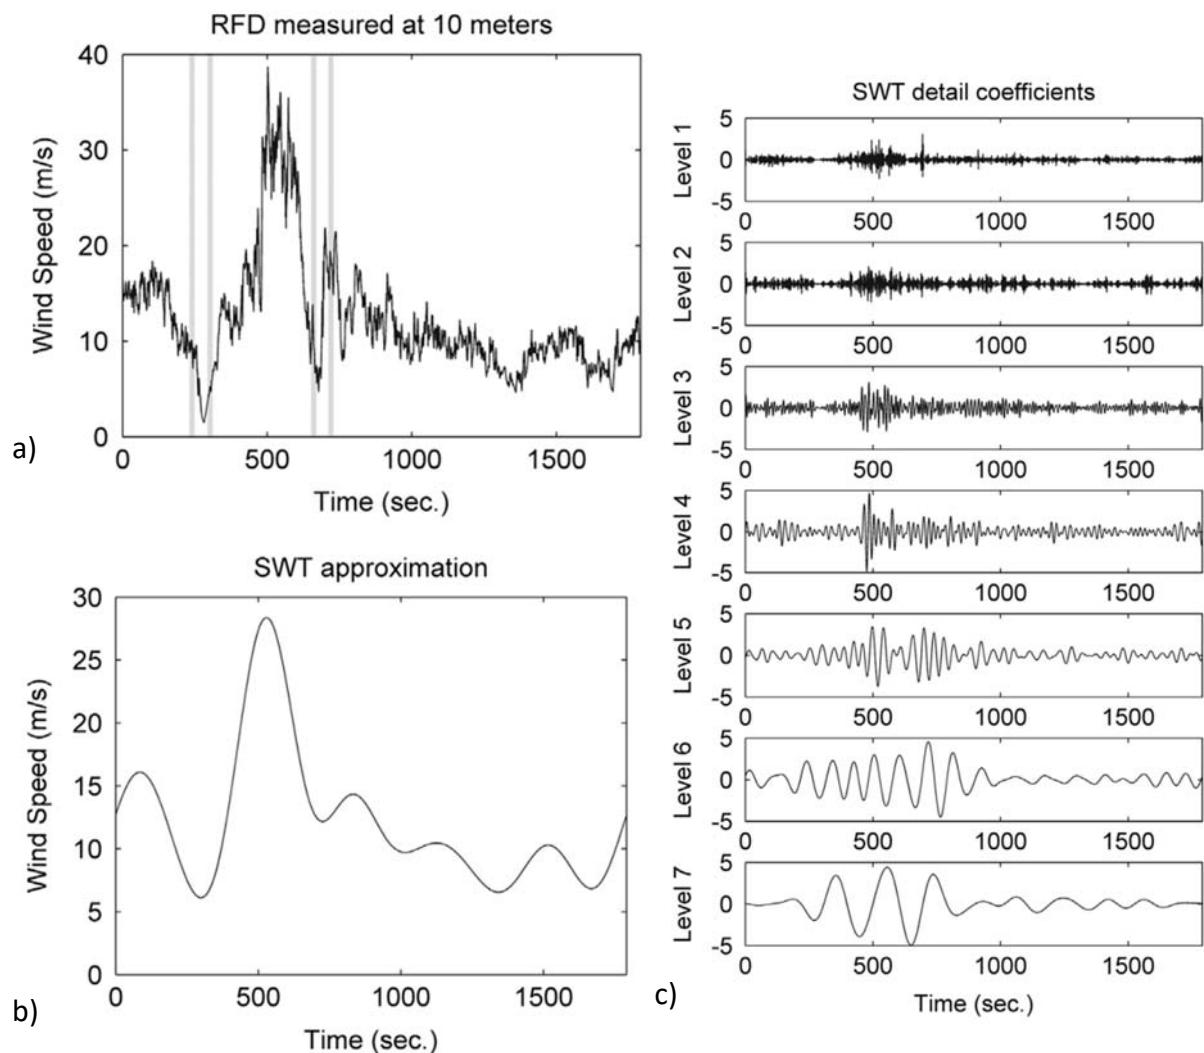 RFD measured at 10 meters
40
30
20
10
0
Wind Speed (m/s)
0 500 1000 1500
Time (sec.)
a)
SWT approximation
30
25
20
15
10
5
0
Wind Speed (m/s)
0 500 1000 1500
Time (sec.)
b)
SWT detail coefficients
Level 1
5
0
-5
0 500 1000 1500
Level 2
5
0
-5
0 500 1000 1500
Level 3
5
0
-5
0 500 1000 1500
Level 4
5
0
-5
0 500 1000 1500
Level 5
5
0
-5
0 500 1000 1500
Level 6
5
0
-5
0 500 1000 1500
Level 7
5
0
-5
0 500 1000 1500
Time (sec.)
c)